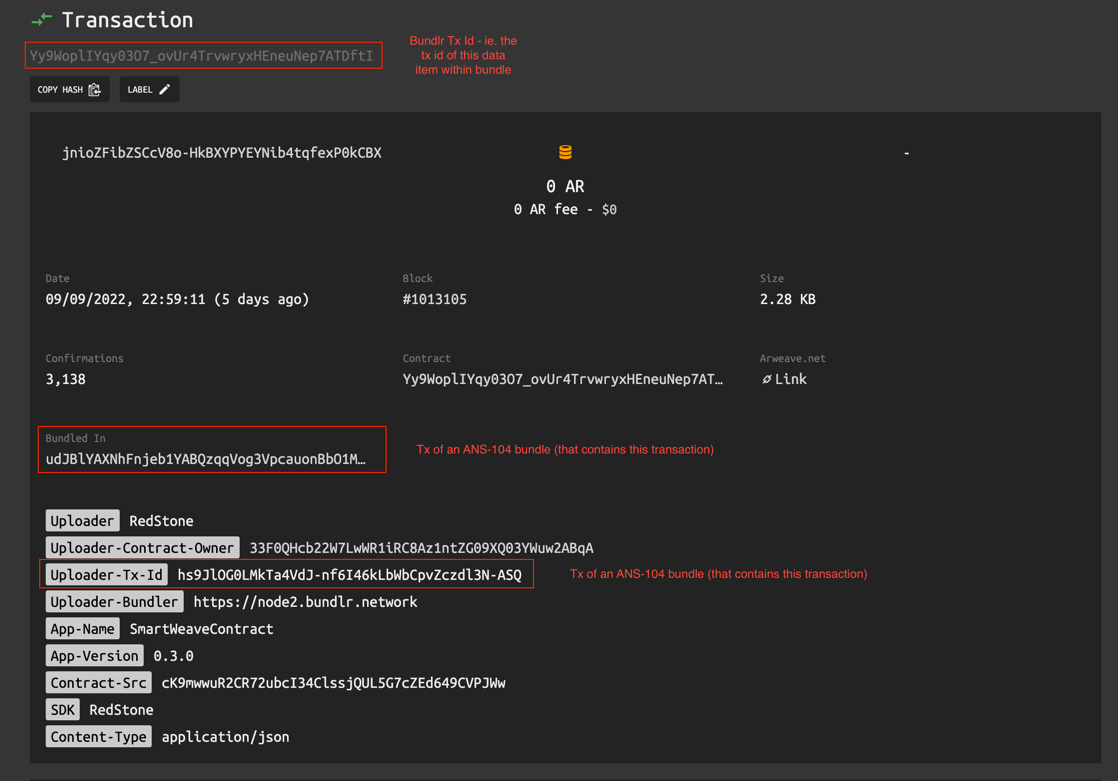 Transaction
Yy9WoplIYqy03O7_ovUr4TrvwryxHEneuNep7ATDftI
Bundlr Tx Id - ie. the
tx id of this data
item within bundle
COPY HASH
LABEL
jnioZFibZSCcV8o-HkBXYPYEYNib4tqfexP0kCBX
-
0 AR
0 AR fee - $0
Date
Block
Size
09/09/2022, 22:59:11 (5 days ago)
#1013105
2.28 KB
Confirmations
Contract
Arweave.net
3,138
Yy9WoplIYqy03O7_ovUr4TrvwryxHEneuNep7AT…
Link
Bundled In
udJBlYAXNhFnjeb1YABQzqqVog3VpcauonBbO1M…
Tx of an ANS-104 bundle (that contains this transaction)
Uploader RedStone
Uploader-Contract-Owner 33F0QHcb22W7LwWR1iRC8Az1ntZG09XQ03YWuw2ABqA
Uploader-Tx-Id hs9JlOG0LMkTa4VdJ-nf6I46kLbWbCpvZczdl3N-ASQ
Tx of an ANS-104 bundle (that contains this transaction)
Uploader-Bundler https://node2.bundlr.network
App-Name SmartWeaveContract
App-Version 0.3.0
Contract-Src cK9mwwuR2CR72ubcI34ClssjQUL5G7cZEd649CVPJWw
SDK RedStone
Content-Type application/json